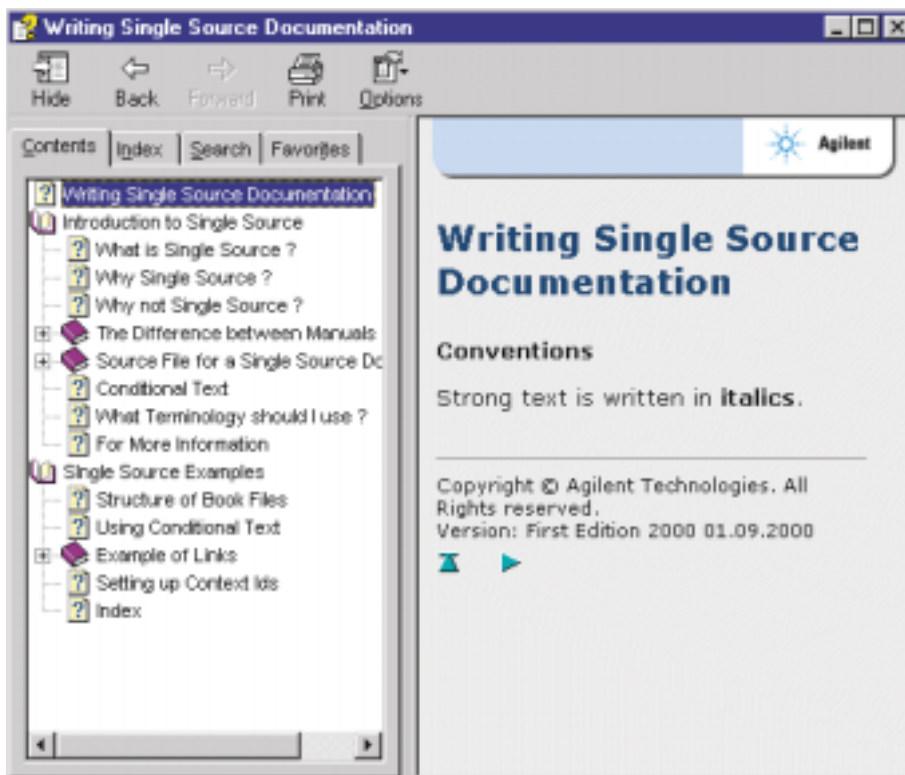 Writing Single Source Documentation
Hide Back Forward Print Options
Contents Index Search Favorites
Writing Single Source Documentation
Introduction to Single Source
What is Single Source ?
Why Single Source ?
Why not Single Source ?
The Difference between Manuals
Source File for a Single Source Do
Conditional Text
What Terminology should I use ?
For More Information
Single Source Examples
Structure of Book Files
Using Conditional Text
Example of Links
Setting up Context Ids
Index
Agilent
Writing Single Source
Documentation
Conventions
Strong text is written in italics.
Copyright © Agilent Technologies. All
Rights reserved.
Version: First Edition 2000 01.09.2000